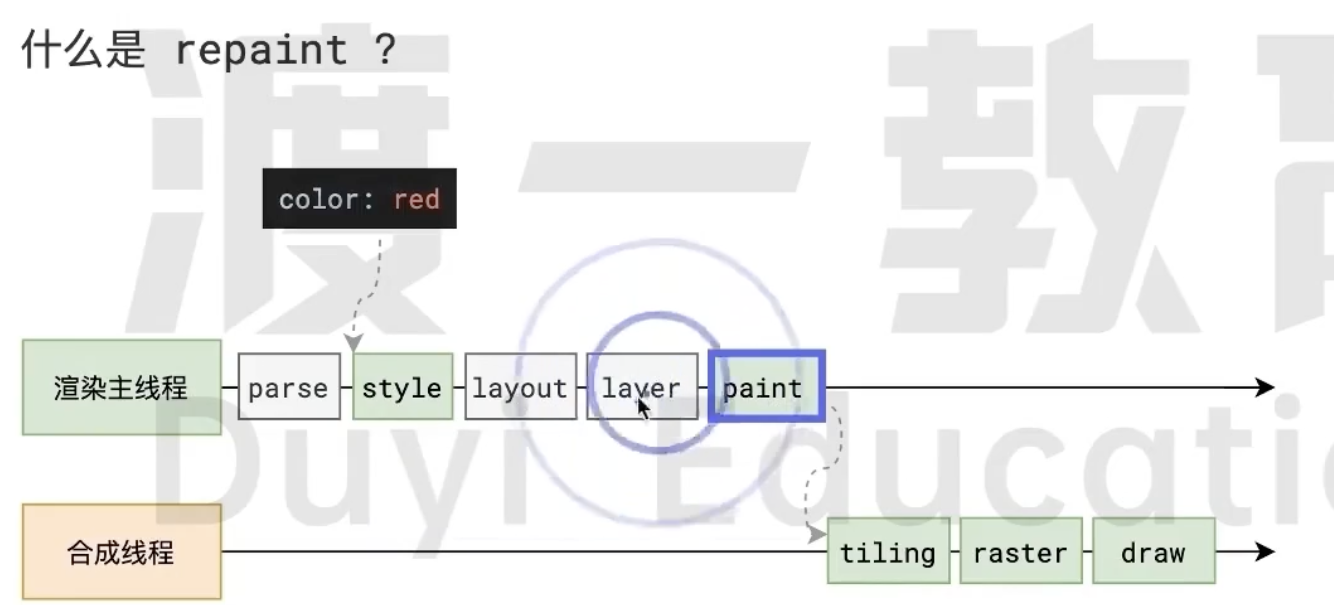 什么是 repaint ?
color: red
渲染主线程 parse style layout layer paint
合成线程 tiling raster draw
渡一教育
Duyi Educati